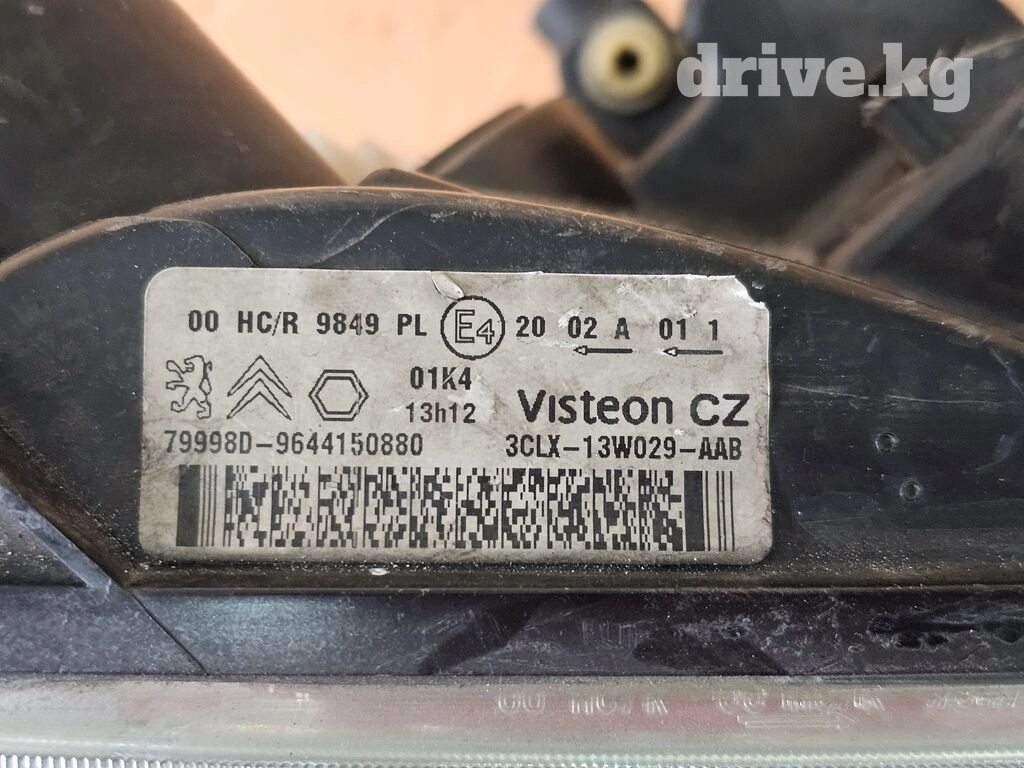 drive.kg
00 HC/R 9849 PL E4 20 02 A 01 1
01K4
13h12 Visteon CZ
79998D-9644150880 3CLX-13W029-AAB